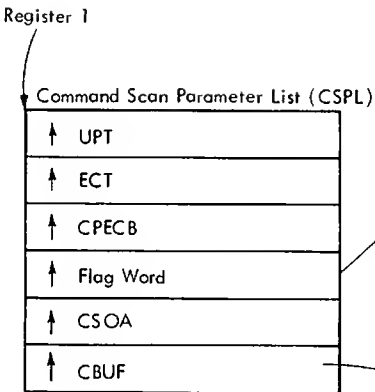 Register 1
Command Scan Parameter List (CSPL)
↑ UPT
↑ ECT
↑ CPECB
↑ Flag Word
↑ CSOA
↑ CBUF